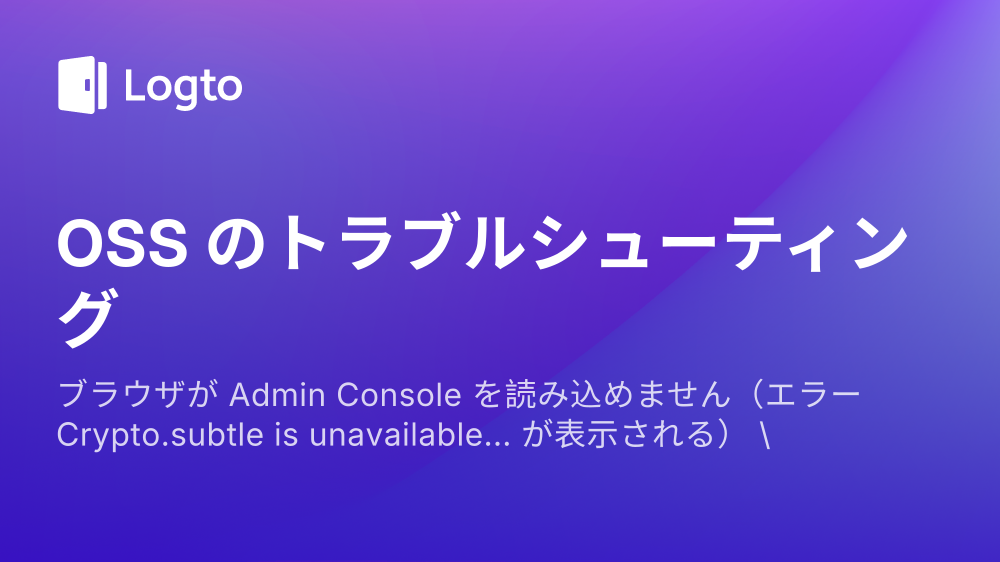 Logto
OSS のトラブルシューティン
グ
ブラウザが Admin Console を読み込めません（エラー
Crypto.subtle is unavailable... が表示される） \